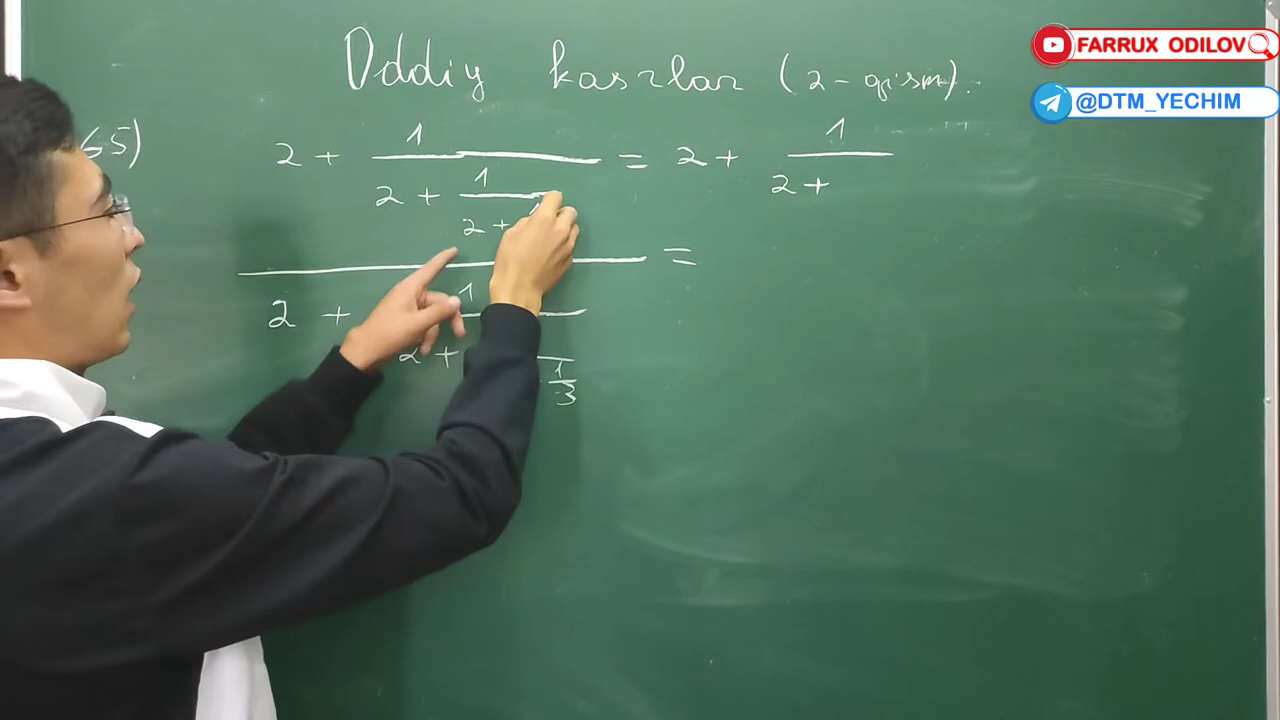 Oddiy kasrlar (2-qism).
FARRUX ODILOV
@DTM_YECHIM
65)
2 + 1 = 2 + 1
2 + 1 2 +
2 +
=
2 + 1
2 +
1
3